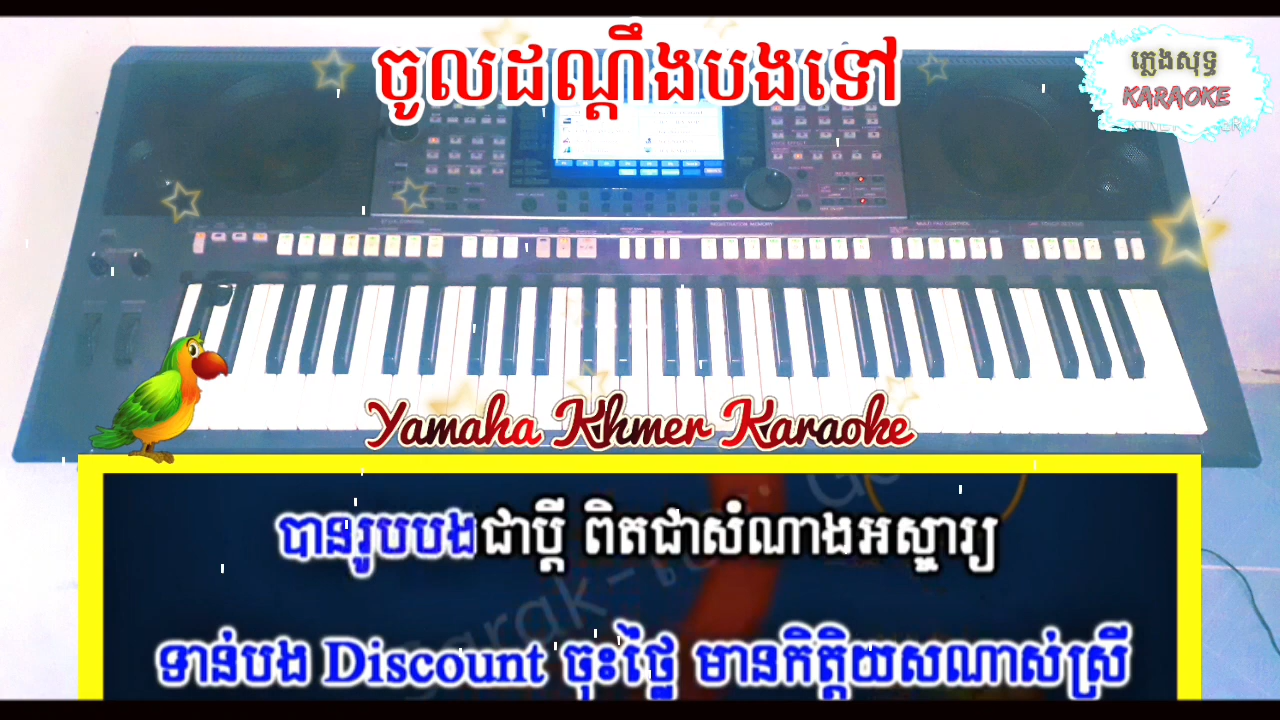 ចូលដណ្ដឹងបងទៅ
ភ្លេងសុទ្ធ
KARAOKE
REGISTRATION MEMORY
Yamaha Khmer Karaoke
បានរូបបងជាប្ដី ពិតជាសំណាងអស្ចារ្យ
ទាន់បង Discount ចុះថ្លៃ មានកិត្តិយសណាស់ស្រី